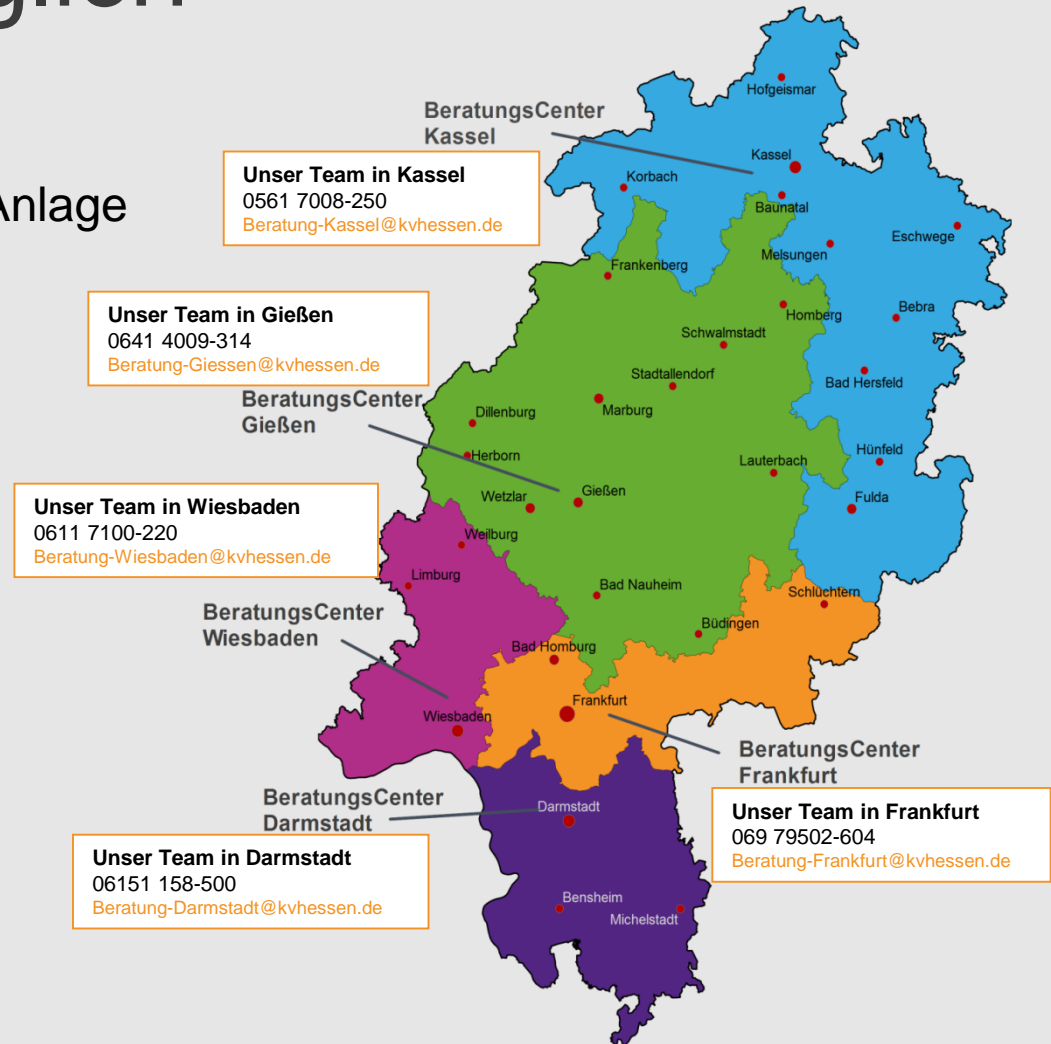 Anlage
BeratungsCenter
Kassel
Unser Team in Kassel
0561 7008-250
Beratung-Kassel@kvhessen.de
Unser Team in Gießen
0641 4009-314
Beratung-Giessen@kvhessen.de
BeratungsCenter
Gießen
Unser Team in Wiesbaden
0611 7100-220
Beratung-Wiesbaden@kvhessen.de
BeratungsCenter
Wiesbaden
BeratungsCenter
Frankfurt
Unser Team in Frankfurt
069 79502-604
Beratung-Frankfurt@kvhessen.de
BeratungsCenter
Darmstadt
Unser Team in Darmstadt
06151 158-500
Beratung-Darmstadt@kvhessen.de
Hofgeismar
Kassel
Korbach
Baunatal
Eschwege
Melsungen
Frankenberg
Homberg
Bebra
Schwalmstadt
Stadtallendorf
Bad Hersfeld
Marburg
Dillenburg
Herborn
Lauterbach
Hünfeld
Wetzlar
Gießen
Fulda
Weilburg
Limburg
Bad Nauheim
Schlüchtern
Büdingen
Bad Homburg
Frankfurt
Wiesbaden
Darmstadt
Bensheim
Michelstadt